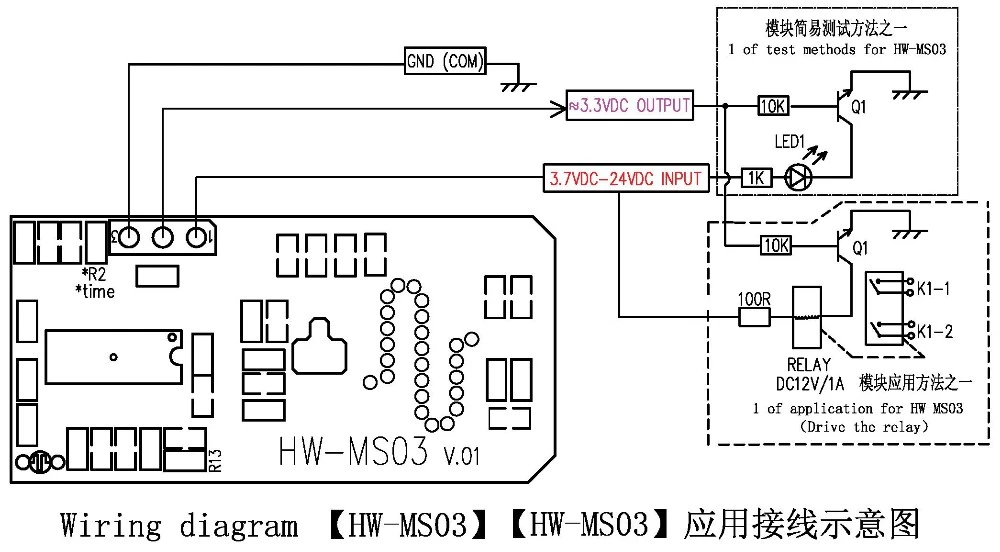 模块简易测试方法之一
1 of test methods for HW-MS03
GND (COM)
≈3.3VDC OUTPUT
10K
Q1
LED1
3.7VDC-24VDC INPUT
1K
3
1
*R2
*time
10K
Q1
100R
K1-1
K1-2
RELAY
DC12V/1A
模块应用方法之一
1 of application for HW MS03
(Drive the relay)
R13
HW-MS03 V.01
Wiring diagram 【HW-MS03】【HW-MS03】应用接线示意图